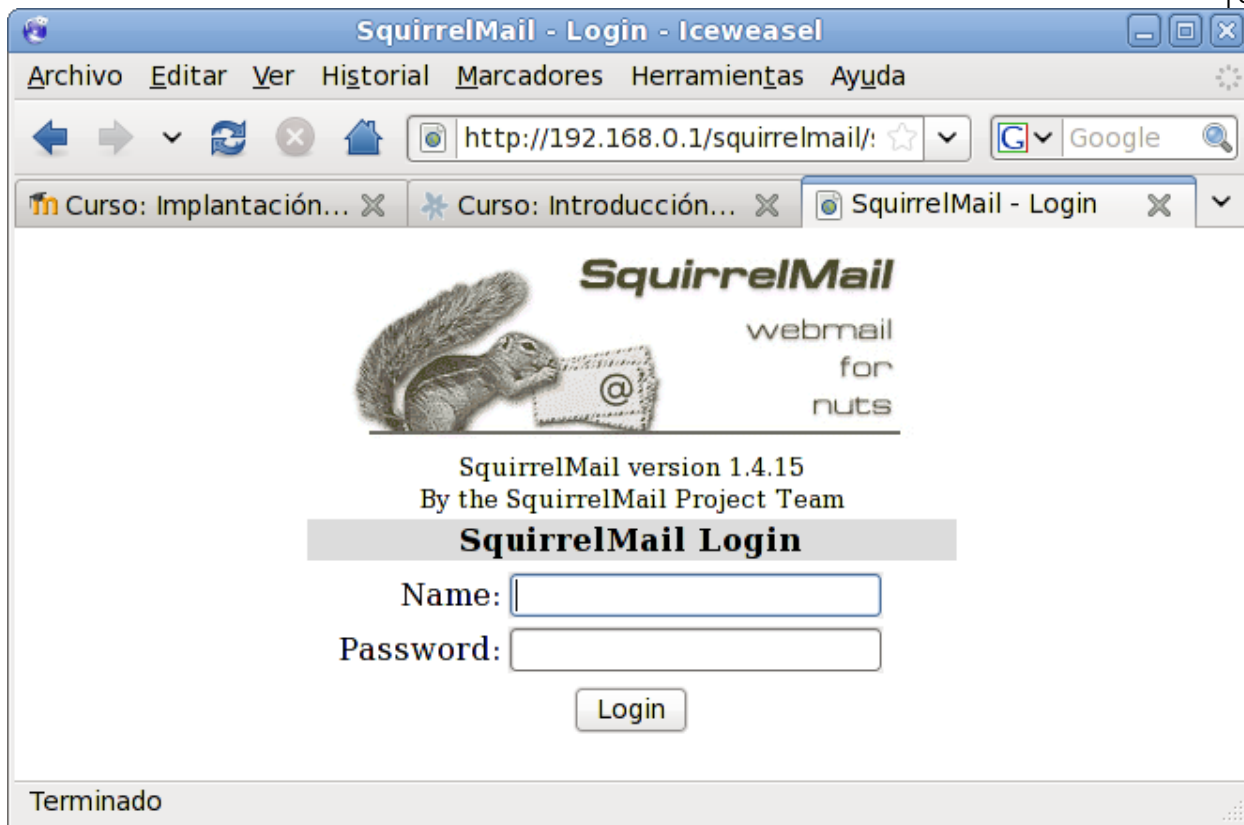 SquirrelMail - Login - Iceweasel
Archivo Editar Ver Historial Marcadores Herramientas Ayuda
http://192.168.0.1/squirrelmail/: G Google
Curso: Implantación... Curso: Introducción... SquirrelMail - Login
SquirrelMail
webmail
for
nuts
@
SquirrelMail version 1.4.15
By the SquirrelMail Project Team
SquirrelMail Login
Name:
Password:
Login
Terminado